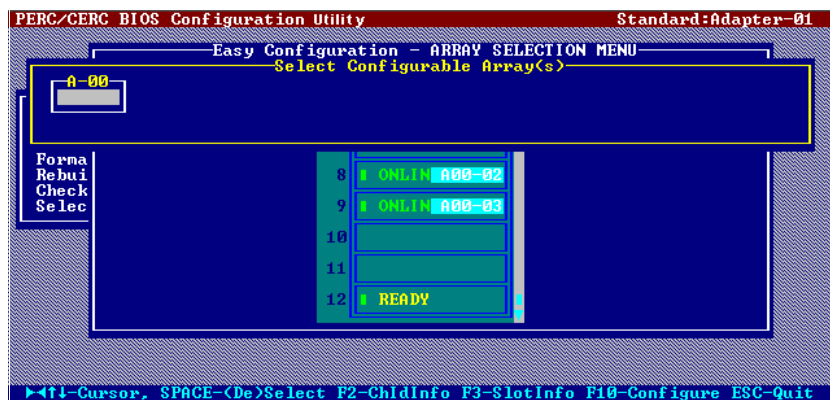 PERC/CERC BIOS Configuration Utility Standard:Adapter-01
Easy Configuration - ARRAY SELECTION MENU
Select Configurable Array(s)
A-00
Forma
Rebui
Check
Selec
8 ONLIN A00-02
9 ONLIN A00-03
10
11
12 READY
►◄↑↓-Cursor, SPACE-(De)Select F2-ChIdInfo F3-SlotInfo F10-Configure ESC-Quit